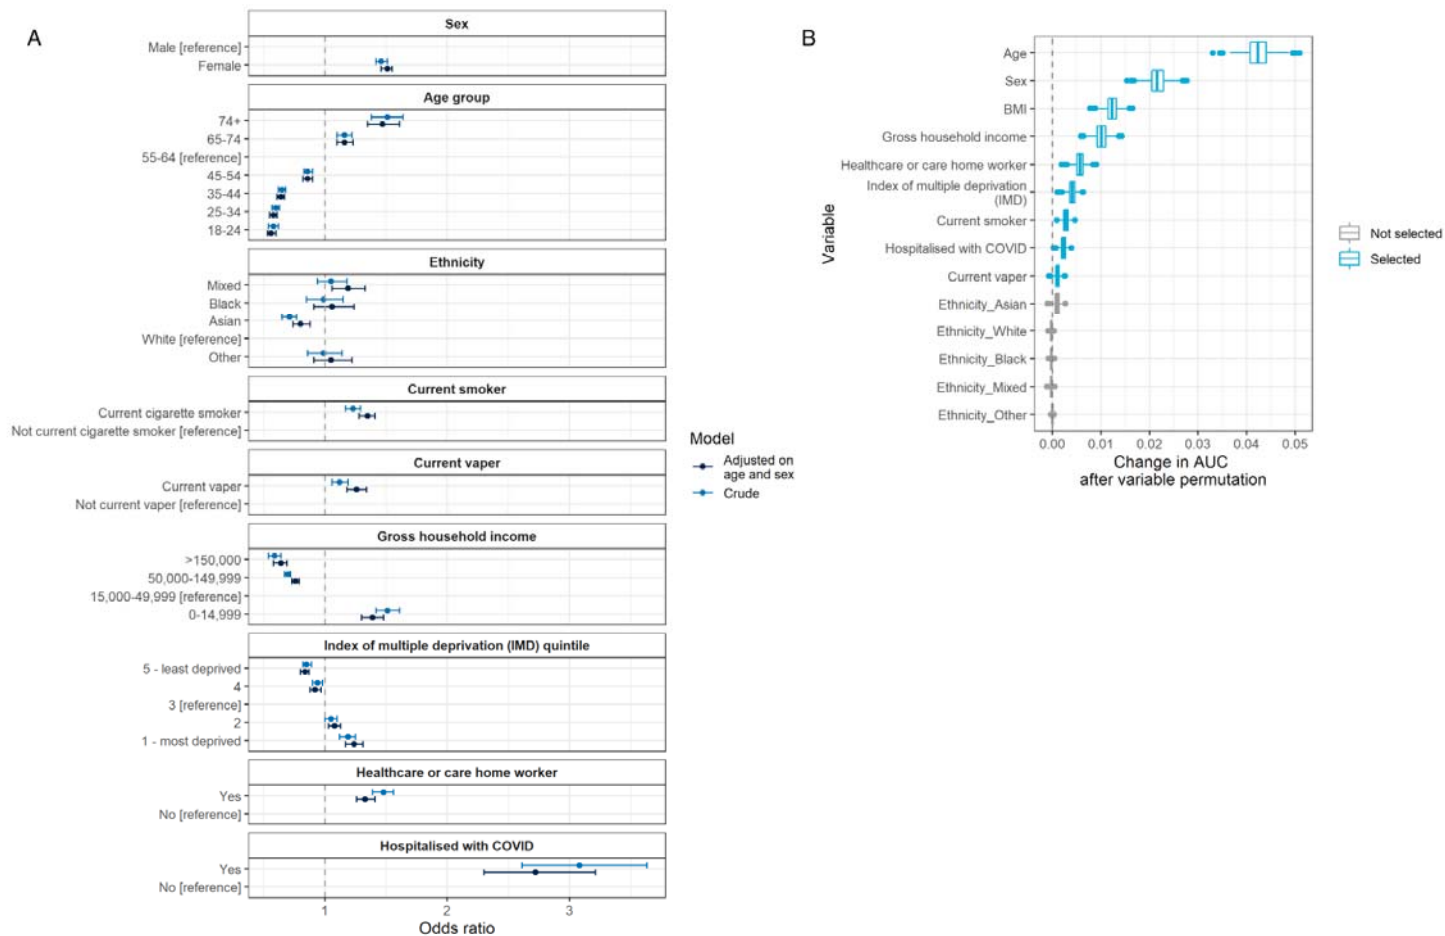 A
Sex
Male [reference]
Female
Age group
74+
65-74
55-64 [reference]
45-54
35-44
25-34
18-24
Ethnicity
Mixed
Black
Asian
White [reference]
Other
Current smoker
Current cigarette smoker
Not current cigarette smoker [reference]
Current vaper
Current vaper
Not current vaper [reference]
Gross household income
>150,000
50,000-149,999
15,000-49,999 [reference]
0-14,999
Index of multiple deprivation (IMD) quintile
5 - least deprived
4
3 [reference]
2
1 - most deprived
Healthcare or care home worker
Yes
No [reference]
Hospitalised with COVID
Yes
No [reference]
1 2 3
Odds ratio
Model
Adjusted on
age and sex
Crude
B
Variable
Age
Sex
BMI
Gross household income
Healthcare or care home worker
Index of multiple deprivation
(IMD)
Current smoker
Hospitalised with COVID
Current vaper
Ethnicity_Asian
Ethnicity_White
Ethnicity_Black
Ethnicity_Mixed
Ethnicity_Other
0.00 0.01 0.02 0.03 0.04 0.05
Change in AUC
after variable permutation
Not selected
Selected